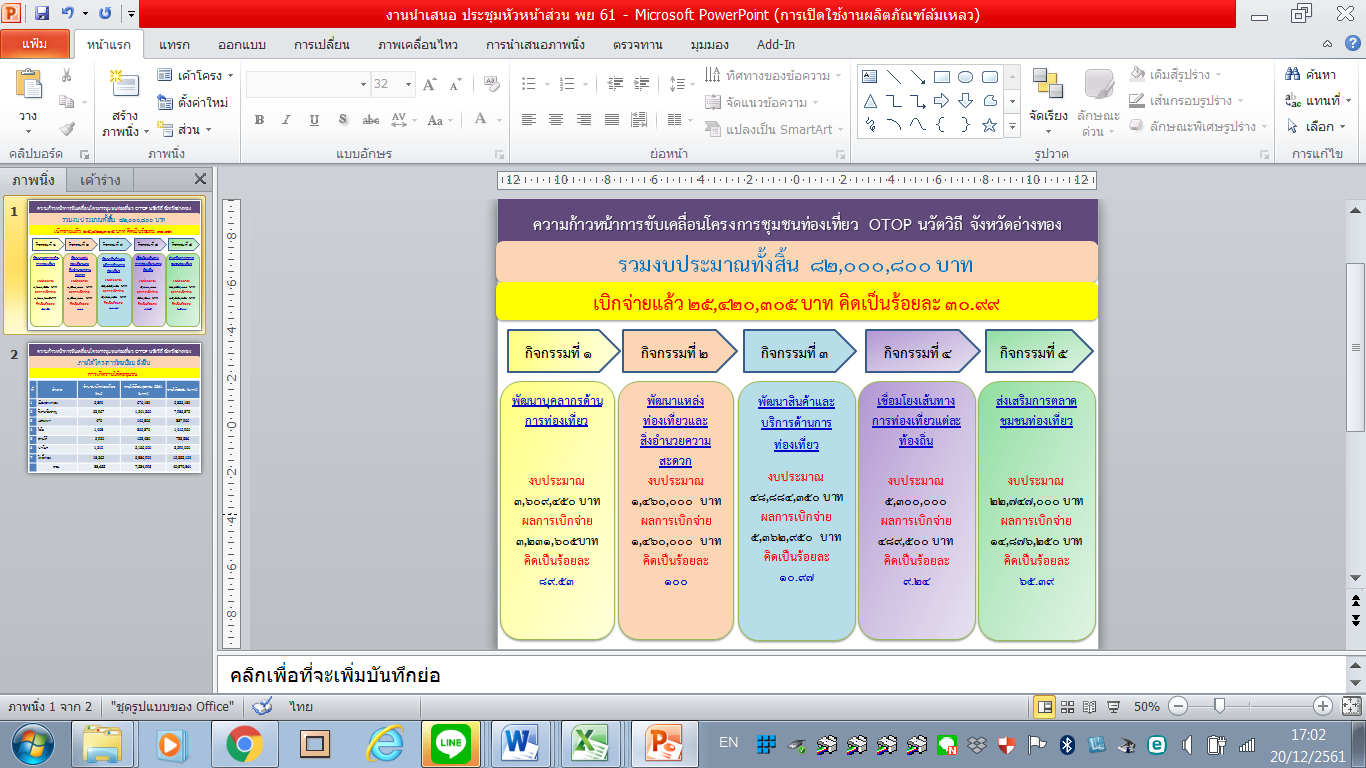 งานนำเสนอ ประชุมหัวหน้าส่วน พย 61 - Microsoft PowerPoint (การเปิดใช้งานผลิตภัณฑ์ล้มเหลว)
แฟ้ม หน้าแรก แทรก ออกแบบ การเปลี่ยน ภาพเคลื่อนไหว การนำเสนอภาพนิ่ง ตรวจทาน มุมมอง Add-In
วาง
คลิปบอร์ด
สร้าง
ภาพนิ่ง
เค้าโครง
ตั้งค่าใหม่
ส่วน
ภาพนิ่ง
32
B I U S abc AV Aa A
แบบอักษร
ทิศทางของข้อความ
จัดแนวข้อความ
แปลงเป็น SmartArt
ย่อหน้า
จัดเรียง
ลักษณะ
ด่วน
เติมสีรูปร่าง
เส้นกรอบรูปร่าง
ลักษณะพิเศษรูปร่าง
รูปวาด
ค้นหา
แทนที่
เลือก
การแก้ไข
ภาพนิ่ง เค้าร่าง
1
2
12 10 8 6 4 2 0 2 4 6 8 10 12
ความก้าวหน้าการขับเคลื่อนโครงการชุมชนท่องเที่ยว OTOP นวัตวิถี จังหวัดอ่างทอง
รวมงบประมาณทั้งสิ้น ๘๒,๐๐๐,๘๐๐ บาท
เบิกจ่ายแล้ว ๒๕,๔๒๐,๓๐๕ บาท คิดเป็นร้อยละ ๓๐.๙๙
กิจกรรมที่ ๑
พัฒนาบุคลากรด้าน
การท่องเที่ยว
งบประมาณ
๓,๖๐๙,๔๕๐ บาท
ผลการเบิกจ่าย
๓,๒๓๑,๖๐๕บาท
คิดเป็นร้อยละ
๘๙.๕๓
กิจกรรมที่ ๒
พัฒนาแหล่ง
ท่องเที่ยวและ
สิ่งอำนวยความ
สะดวก
งบประมาณ
๑,๔๖๐,๐๐๐ บาท
ผลการเบิกจ่าย
๑,๔๖๐,๐๐๐ บาท
คิดเป็นร้อยละ
๑๐๐
กิจกรรมที่ ๓
พัฒนาสินค้าและ
บริการด้านการ
ท่องเที่ยว
งบประมาณ
๔๘,๘๘๔,๓๕๐ บาท
ผลการเบิกจ่าย
๕,๓๖๒,๙๕๐ บาท
คิดเป็นร้อยละ
๑๐.๙๗
กิจกรรมที่ ๔
เชื่อมโยงเส้นทาง
การท่องเที่ยวแต่ละ
ท้องถิ่น
งบประมาณ
๕,๓๐๐,๐๐๐
ผลการเบิกจ่าย
๔๘๙,๕๐๐ บาท
คิดเป็นร้อยละ
๙.๒๔
กิจกรรมที่ ๕
ส่งเสริมการตลาด
ชุมชนท่องเที่ยว
งบประมาณ
๒๒,๗๔๗,๐๐๐ บาท
ผลการเบิกจ่าย
๑๔,๘๗๖,๒๕๐ บาท
คิดเป็นร้อยละ
๖๕.๓๙
คลิกเพื่อที่จะเพิ่มบันทึกย่อ
ภาพนิ่ง 1 จาก 2 "ชุดรูปแบบของ Office" ไทย 50%
LINE EN 17:02
20/12/2561